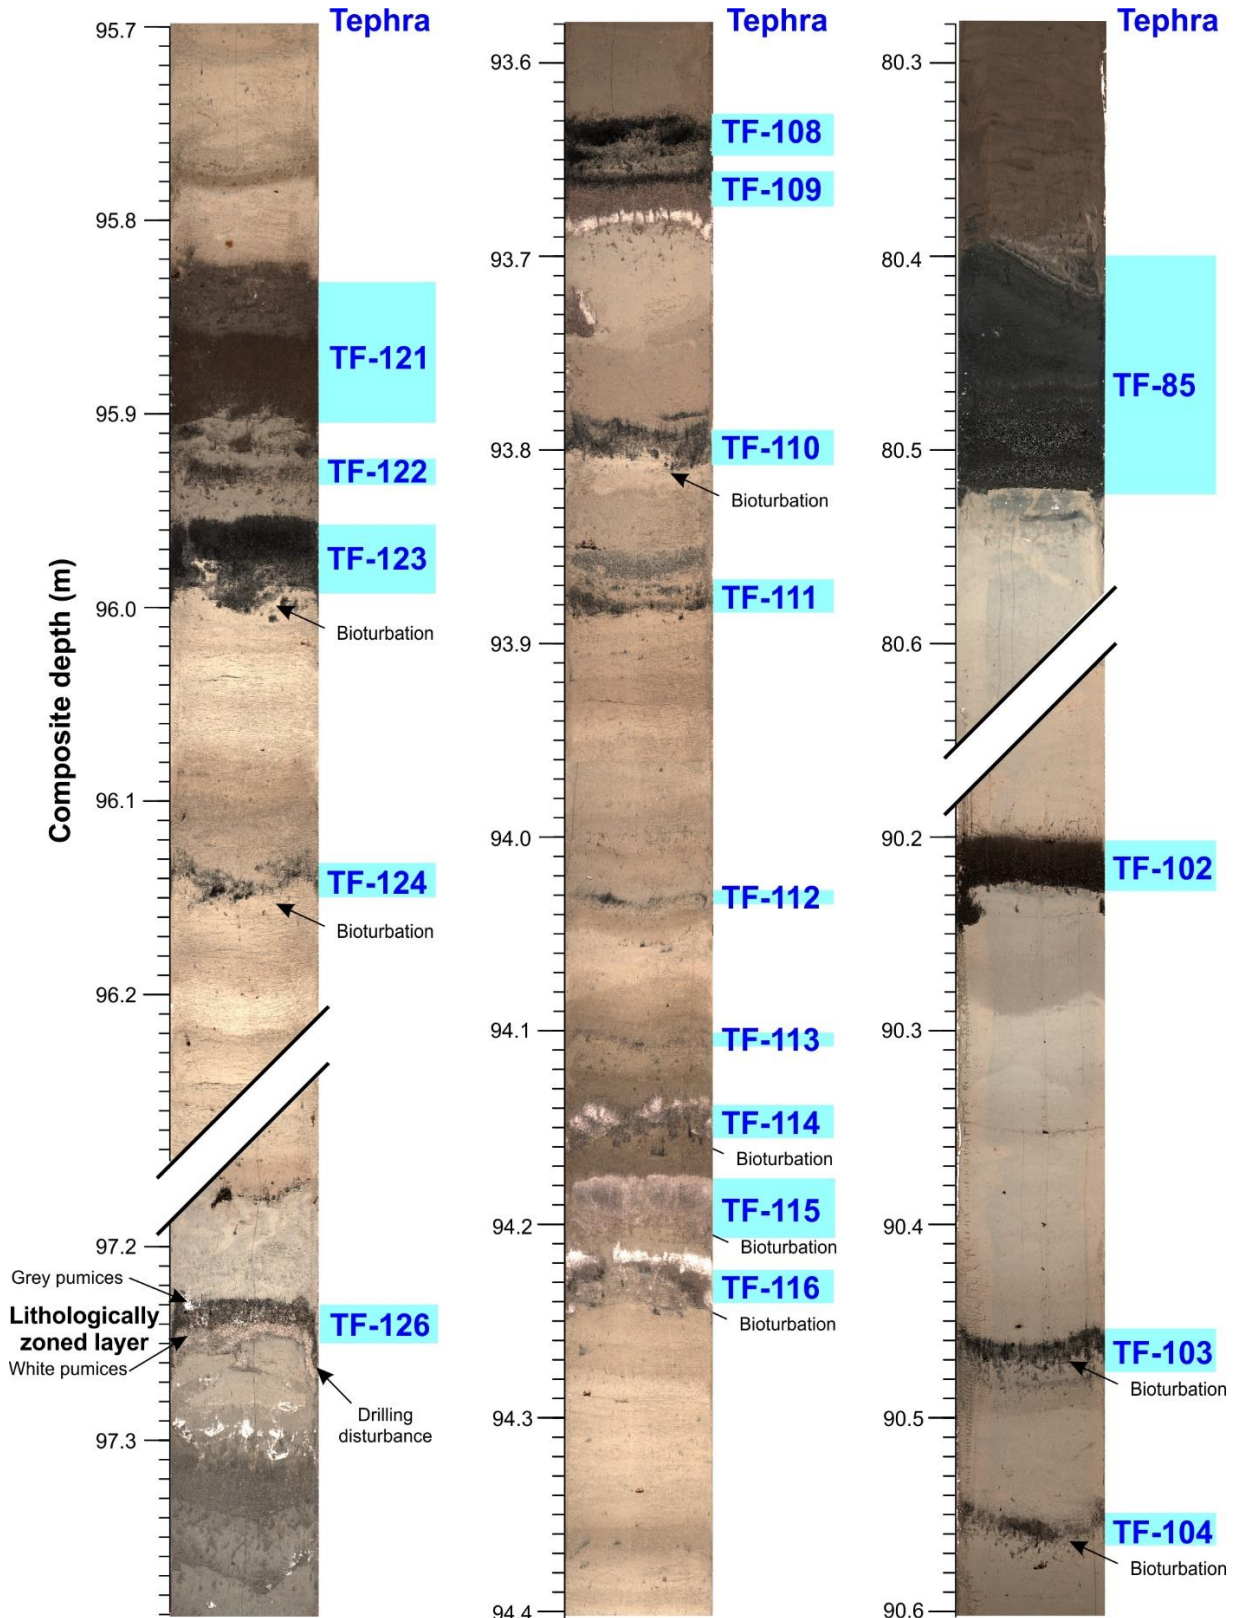 Tephra
95.7
95.8
TF-121
95.9
TF-122
TF-123
96.0
Bioturbation
Composite depth (m)
96.1
TF-124
Bioturbation
96.2
97.2
Grey pumices
Lithologically
zoned layer
White pumices
TF-126
Drilling
disturbance
97.3
Tephra
93.6
TF-108
TF-109
93.7
93.8
TF-110
Bioturbation
TF-111
93.9
94.0
TF-112
94.1
TF-113
TF-114
Bioturbation
TF-115
94.2
Bioturbation
TF-116
Bioturbation
94.3
94.4
Tephra
80.3
80.4
TF-85
80.5
80.6
90.2
TF-102
90.3
90.4
TF-103
Bioturbation
90.5
TF-104
Bioturbation
90.6